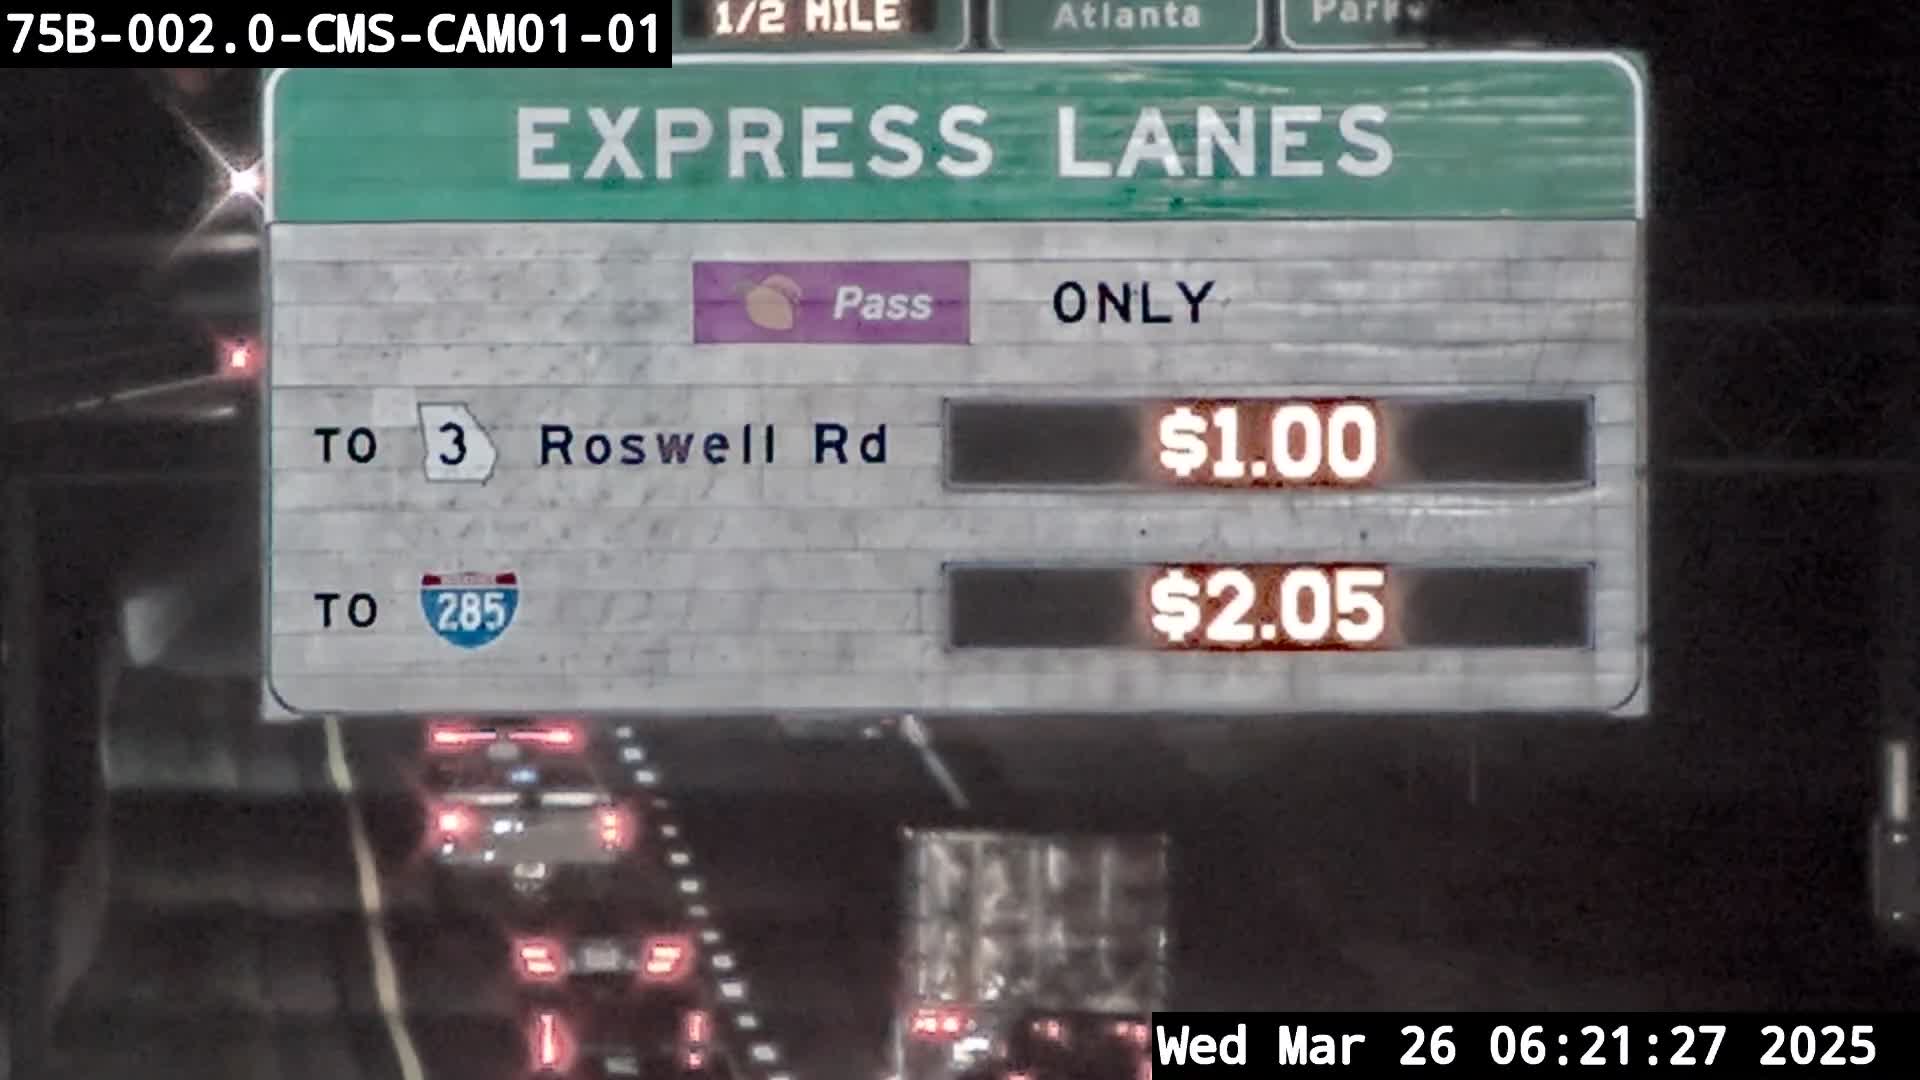 75B-002.0-CMS-CAM01-01
1/2 MILE
Atlanta
EXPRESS LANES
Pass ONLY
TO 3 Roswell Rd $1.00
TO 285 $2.05
Wed Mar 26 06:21:27 2025